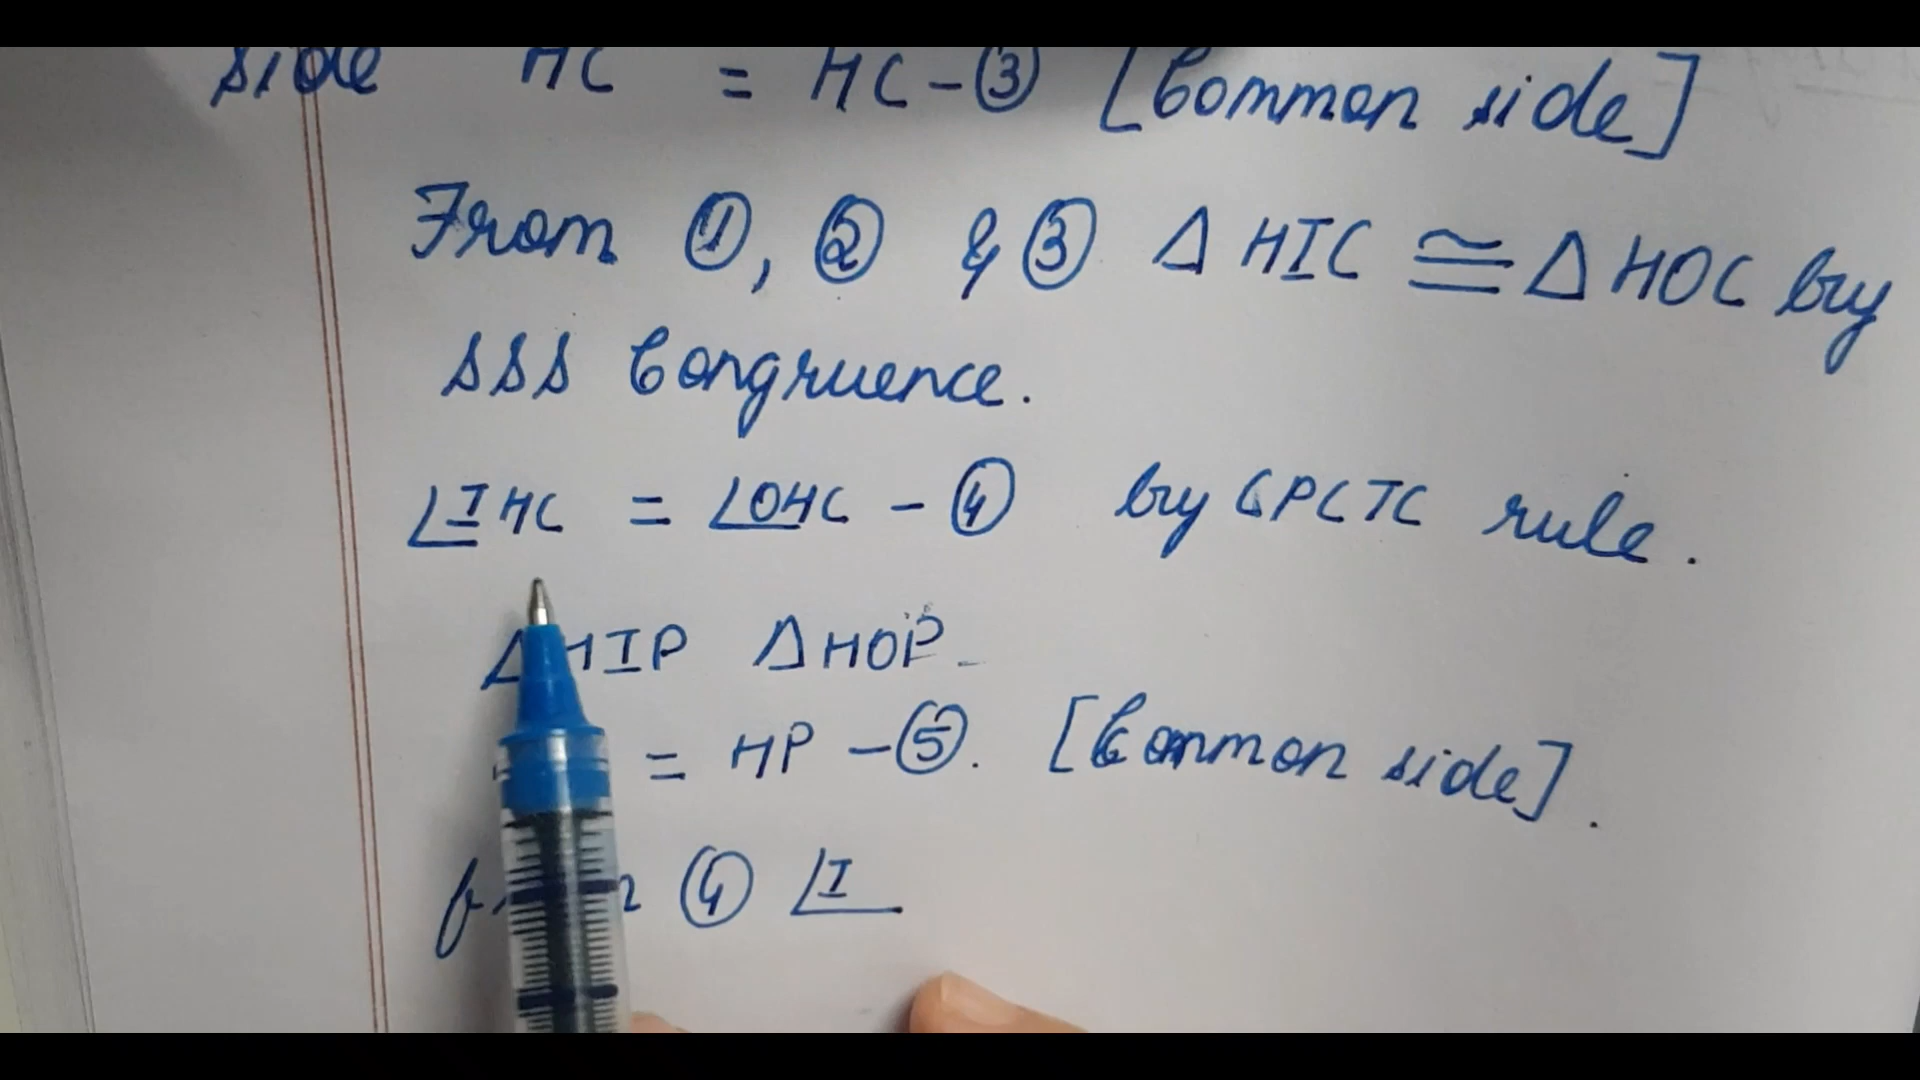 side HC = HC - ③ [Common side]
From ①, ② & ③ △ HIC ≅ △ HOC by
SSS Congruence.
∠IHC = ∠OHC - ④ by CPCTC rule.
△HIP △HOP
= HP - ⑤. [Common side].
④ ∠I